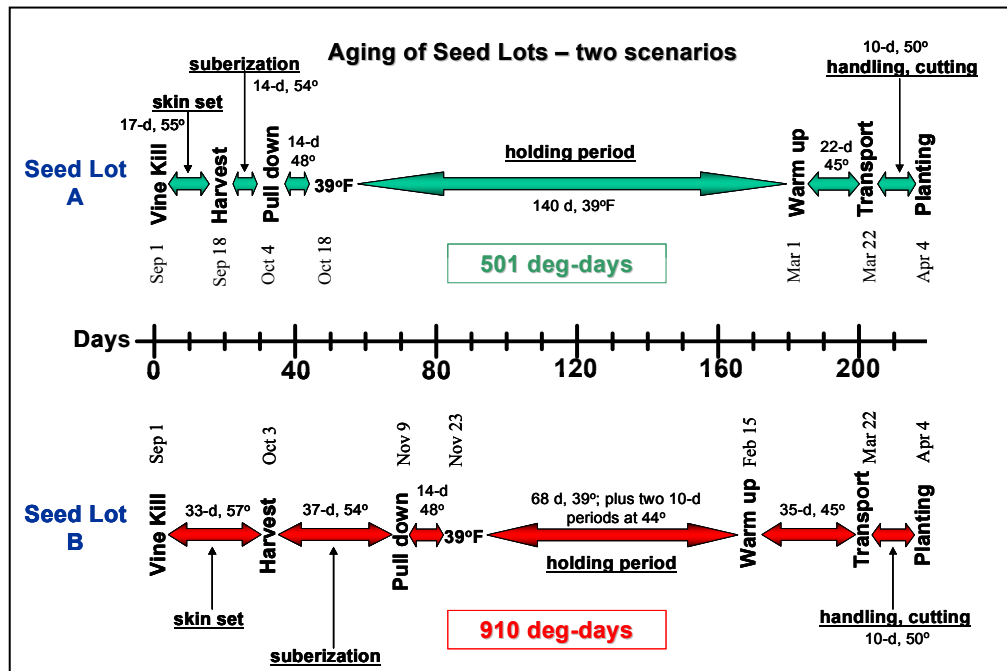 Aging of Seed Lots – two scenarios
suberization
14-d, 54º
skin set
17-d, 55º
10-d, 50º
handling, cutting
Seed Lot
A
Vine Kill
Harvest
Pull down
14-d
48º
39ºF
holding period
140 d, 39ºF
Warm up
22-d
45º
Transport
Planting
Sep 1
Sep 18
Oct 4
Oct 18
501 deg-days
Mar 1
Mar 22
Apr 4
Days
0
40
80
120
160
200
Sep 1
Oct 3
Nov 9
Nov 23
Feb 15
Mar 22
Apr 4
Seed Lot
B
Vine Kill
33-d, 57º
Harvest
37-d, 54º
Pull down
14-d
48º
39ºF
68 d, 39º; plus two 10-d
periods at 44º
holding period
Warm up
35-d, 45º
Transport
Planting
skin set
suberization
910 deg-days
handling, cutting
10-d, 50º